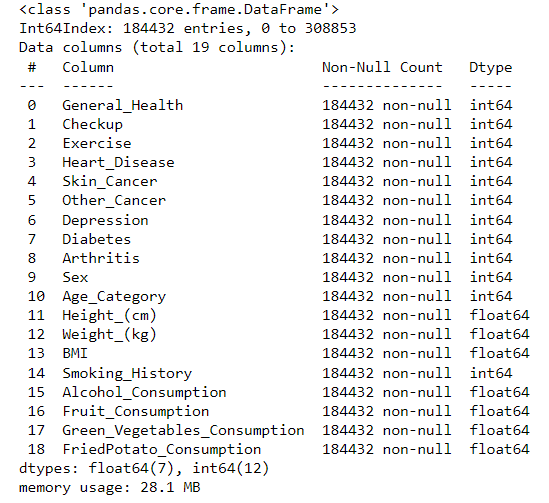 <class 'pandas.core.frame.DataFrame'>
Int64Index: 184432 entries, 0 to 308853
Data columns (total 19 columns):
 #   Column                       Non-Null Count   Dtype
---  ------                       --------------   -----
 0   General_Health               184432 non-null  int64
 1   Checkup                      184432 non-null  int64
 2   Exercise                     184432 non-null  int64
 3   Heart_Disease                184432 non-null  int64
 4   Skin_Cancer                  184432 non-null  int64
 5   Other_Cancer                 184432 non-null  int64
 6   Depression                   184432 non-null  int64
 7   Diabetes                     184432 non-null  int64
 8   Arthritis                    184432 non-null  int64
 9   Sex                          184432 non-null  int64
 10  Age_Category                 184432 non-null  int64
 11  Height_(cm)                  184432 non-null  float64
 12  Weight_(kg)                  184432 non-null  float64
 13  BMI                          184432 non-null  float64
 14  Smoking_History              184432 non-null  int64
 15  Alcohol_Consumption          184432 non-null  float64
 16  Fruit_Consumption            184432 non-null  float64
 17  Green_Vegetables_Consumption  184432 non-null  float64
 18  FriedPotato_Consumption      184432 non-null  float64
dtypes: float64(7), int64(12)
memory usage: 28.1 MB